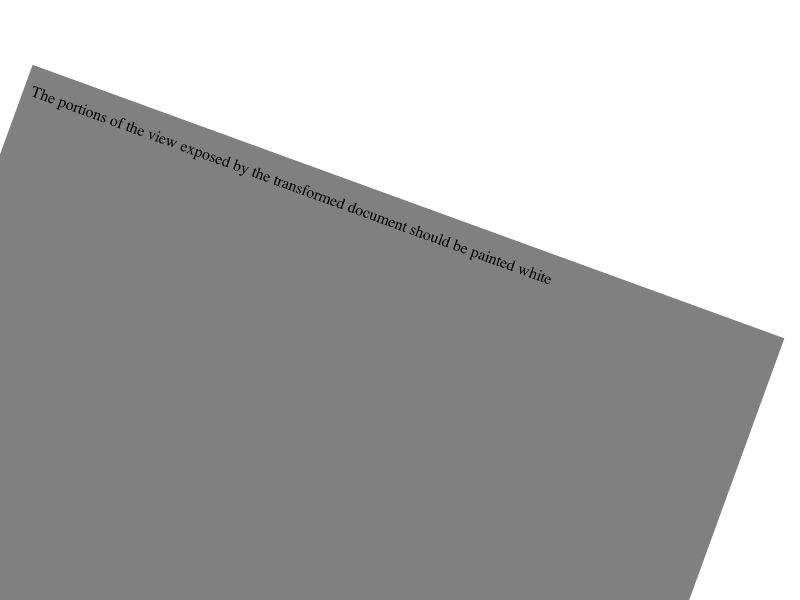 The portions of the view exposed by the transformed document should be painted white